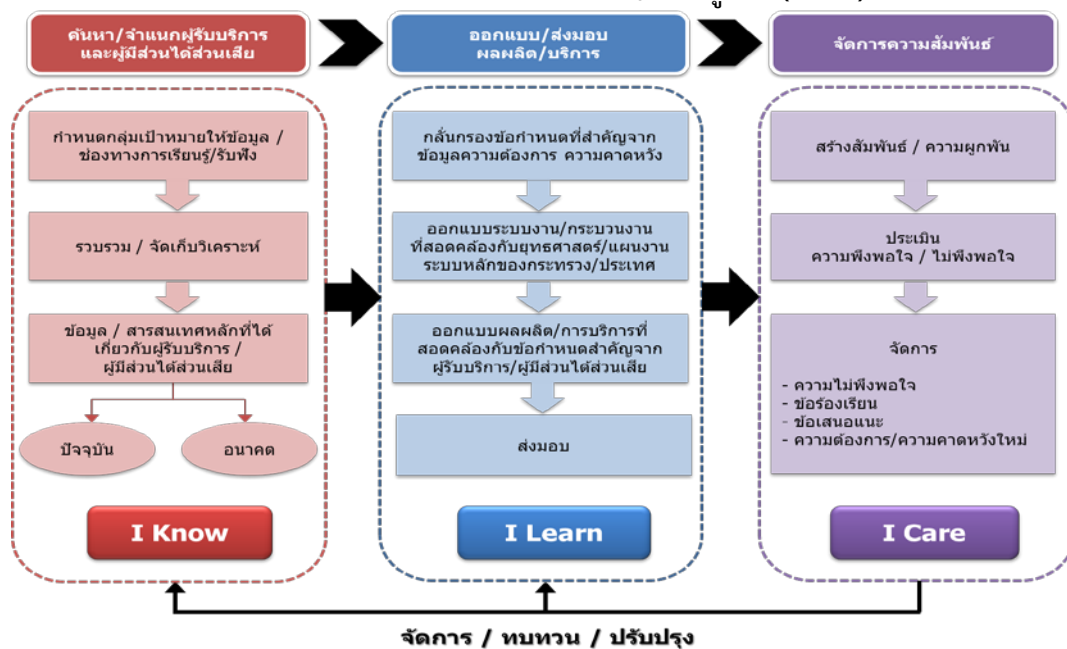 ค้นหา/จำแนกผู้รับบริการ
และผู้มีส่วนได้ส่วนเสีย
ออกแบบ/ส่งมอบ
ผลผลิต/บริการ
จัดการความสัมพันธ์
กำหนดกลุ่มเป้าหมายให้ข้อมูล /
ช่องทางการเรียนรู้/รับฟัง
รวบรวม / จัดเก็บวิเคราะห์
ข้อมูล / สารสนเทศหลักที่ได้
เกี่ยวกับผู้รับบริการ /
ผู้มีส่วนได้ส่วนเสีย
ปัจจุบัน
อนาคต
I Know
กลั่นกรองข้อกำหนดที่สำคัญจาก
ข้อมูลความต้องการ ความคาดหวัง
ออกแบบระบบงาน/กระบวนงาน
ที่สอดคล้องกับยุทธศาสตร์/แผนงาน
ระบบหลักของกระทรวง/ประเทศ
ออกแบบผลผลิต/การบริการที่
สอดคล้องกับข้อกำหนดสำคัญจาก
ผู้รับบริการ/ผู้มีส่วนได้ส่วนเสีย
ส่งมอบ
I Learn
สร้างสัมพันธ์ / ความผูกพัน
ประเมิน
ความพึงพอใจ / ไม่พึงพอใจ
จัดการ
- ความไม่พึงพอใจ
- ข้อร้องเรียน
- ข้อเสนอแนะ
- ความต้องการ/ความคาดหวังใหม่
I Care
จัดการ / ทบทวน / ปรับปรุง